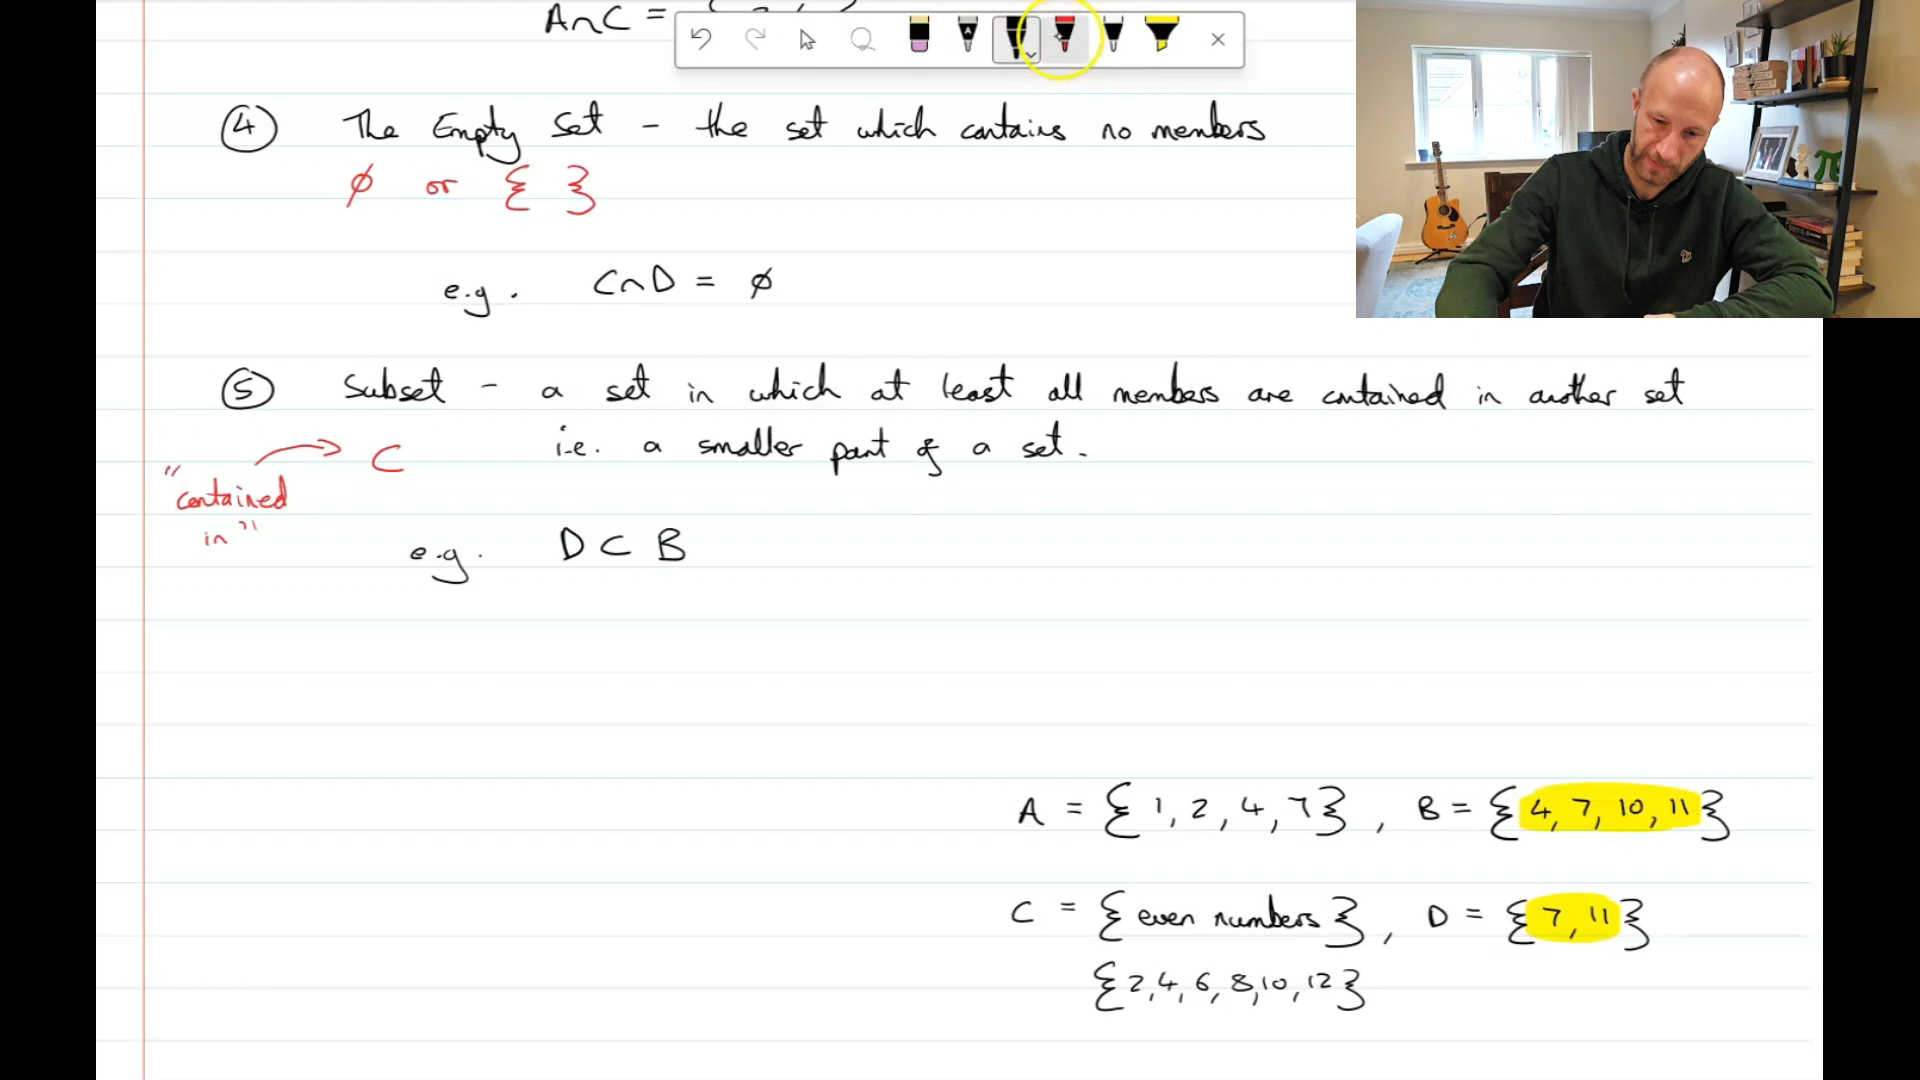 A∩C =
④ The Empty Set - the set which contains no members
∅ or { }
e.g. C∩D = ∅
⑤ Subset - a set in which at least all members are contained in another set
i.e. a smaller part of a set.
⊂
"contained
in"
e.g. D ⊂ B
A = {1, 2, 4, 7}, B = {4, 7, 10, 11}
C = {even numbers}, D = {7, 11}
{2, 4, 6, 8, 10, 12}